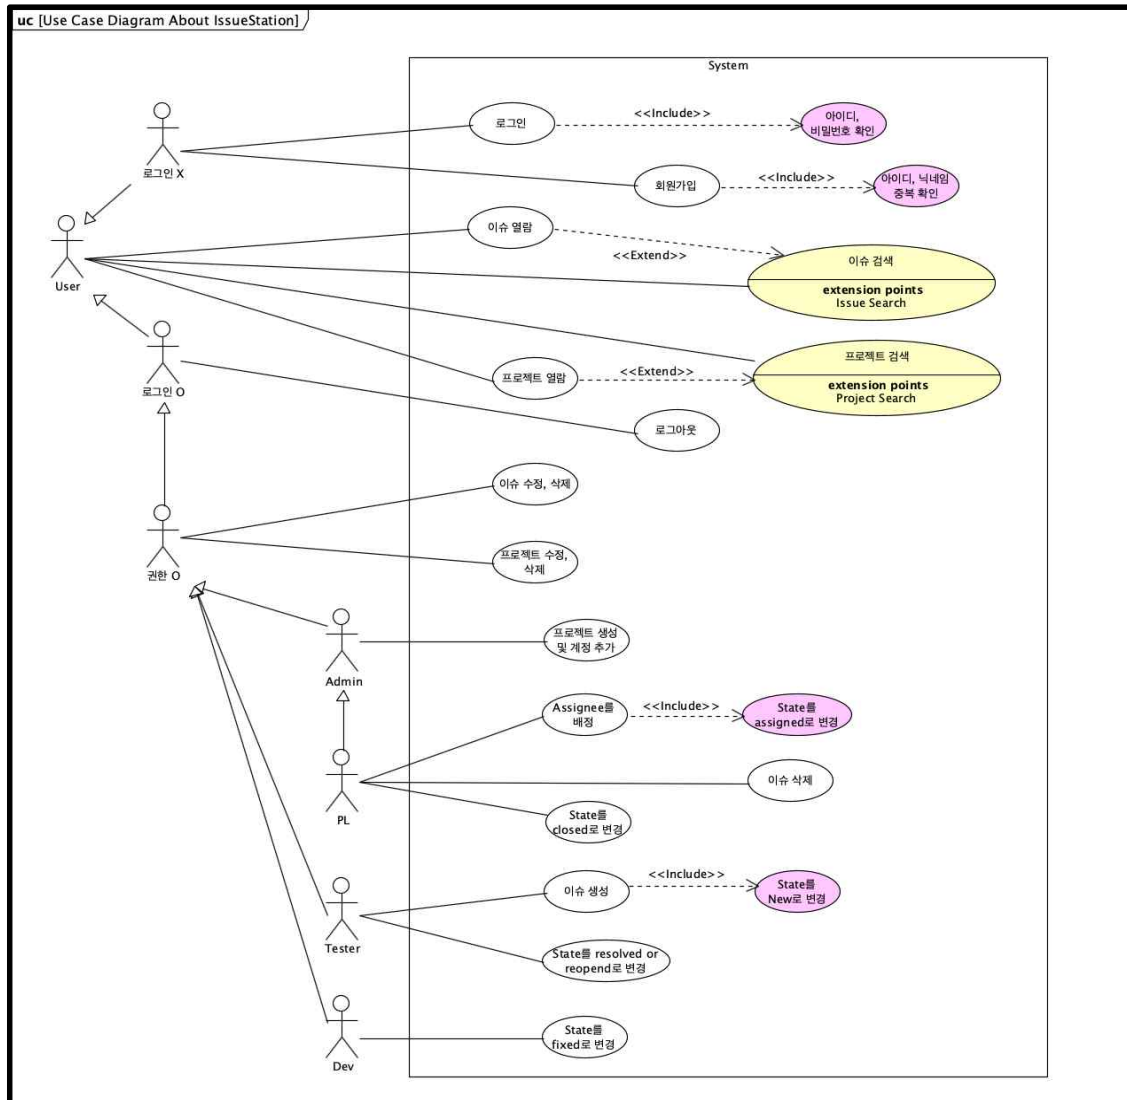 uc [Use Case Diagram About IssueStation]
System
로그인 X
로그인
<<Include>>
아이디,
비밀번호 확인
회원가입
<<Include>>
아이디, 닉네임
중복 확인
User
이슈 열람
<<Extend>>
이슈 검색
extension points
Issue Search
로그인 O
프로젝트 열람
<<Extend>>
프로젝트 검색
extension points
Project Search
로그아웃
권한 O
이슈 수정, 삭제
프로젝트 수정,
삭제
Admin
프로젝트 생성
및 계정 추가
PL
Assignee를
배정
<<Include>>
State를
assigned로 변경
이슈 삭제
State를
closed로 변경
Tester
이슈 생성
<<Include>>
State를
New로 변경
State를 resolved or
reopend로 변경
Dev
State를
fixed로 변경